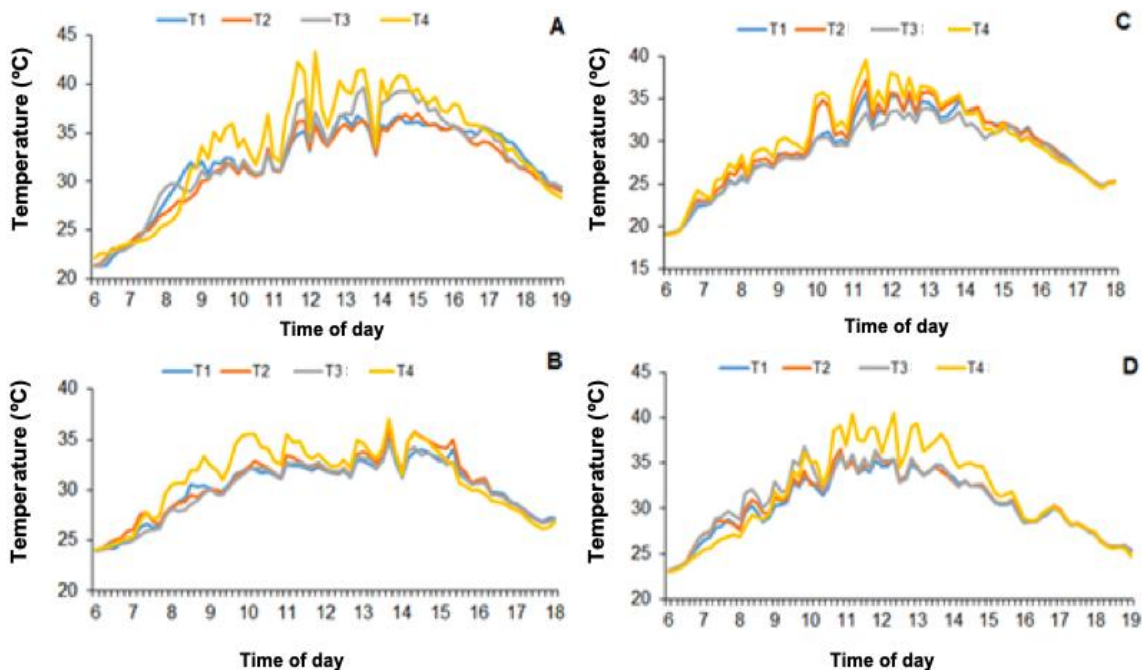 T1 T2 T3 T4
A
Temperature (°C)
45
40
35
30
25
20
6 7 8 9 10 11 12 13 14 15 16 17 18 19
Time of day
T1 T2 T3 T4
C
Temperature (°C)
40
35
30
25
20
15
6 7 8 9 10 11 12 13 14 15 16 17 18
Time of day
T1 T2 T3 T4
B
Temperature (°C)
40
35
30
25
20
6 7 8 9 10 11 12 13 14 15 16 17 18
Time of day
T1 T2 T3 T4
D
Temperature (°C)
45
40
35
30
25
20
6 7 8 9 10 11 12 13 14 15 16 17 18 19
Time of day